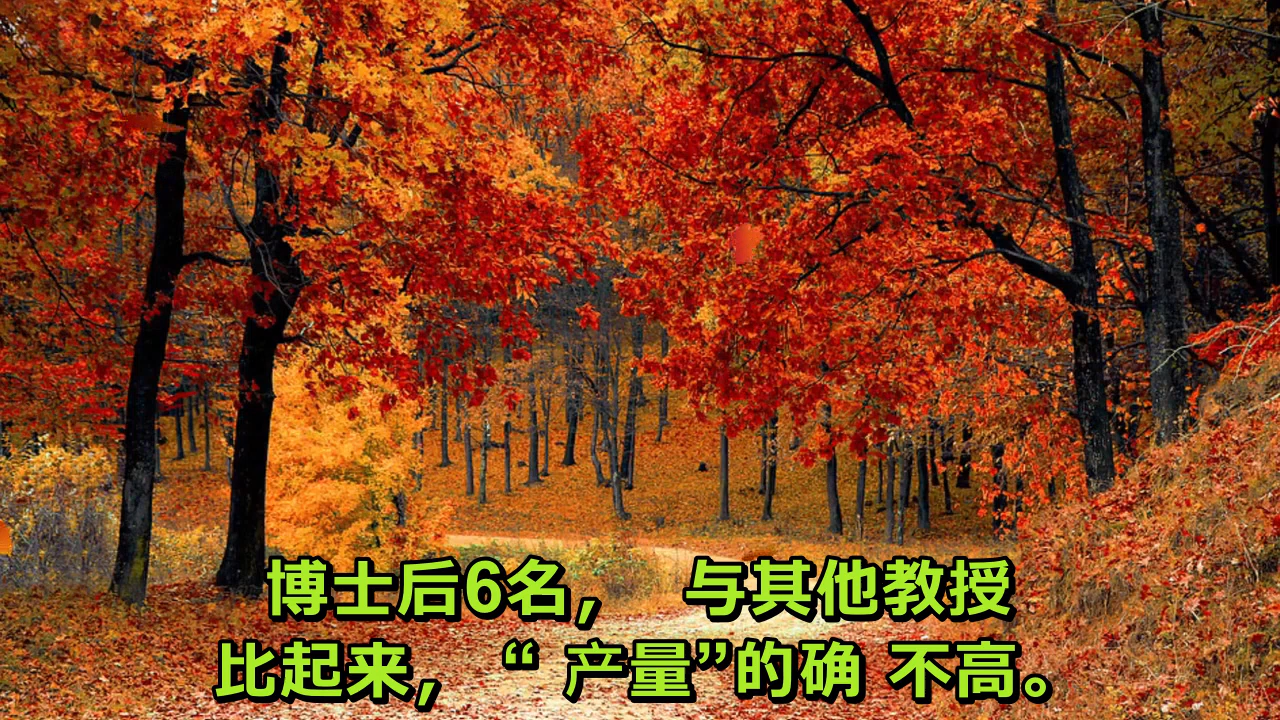 博士后6名， 与其他教授
比起来， “ 产量”的确 不高。